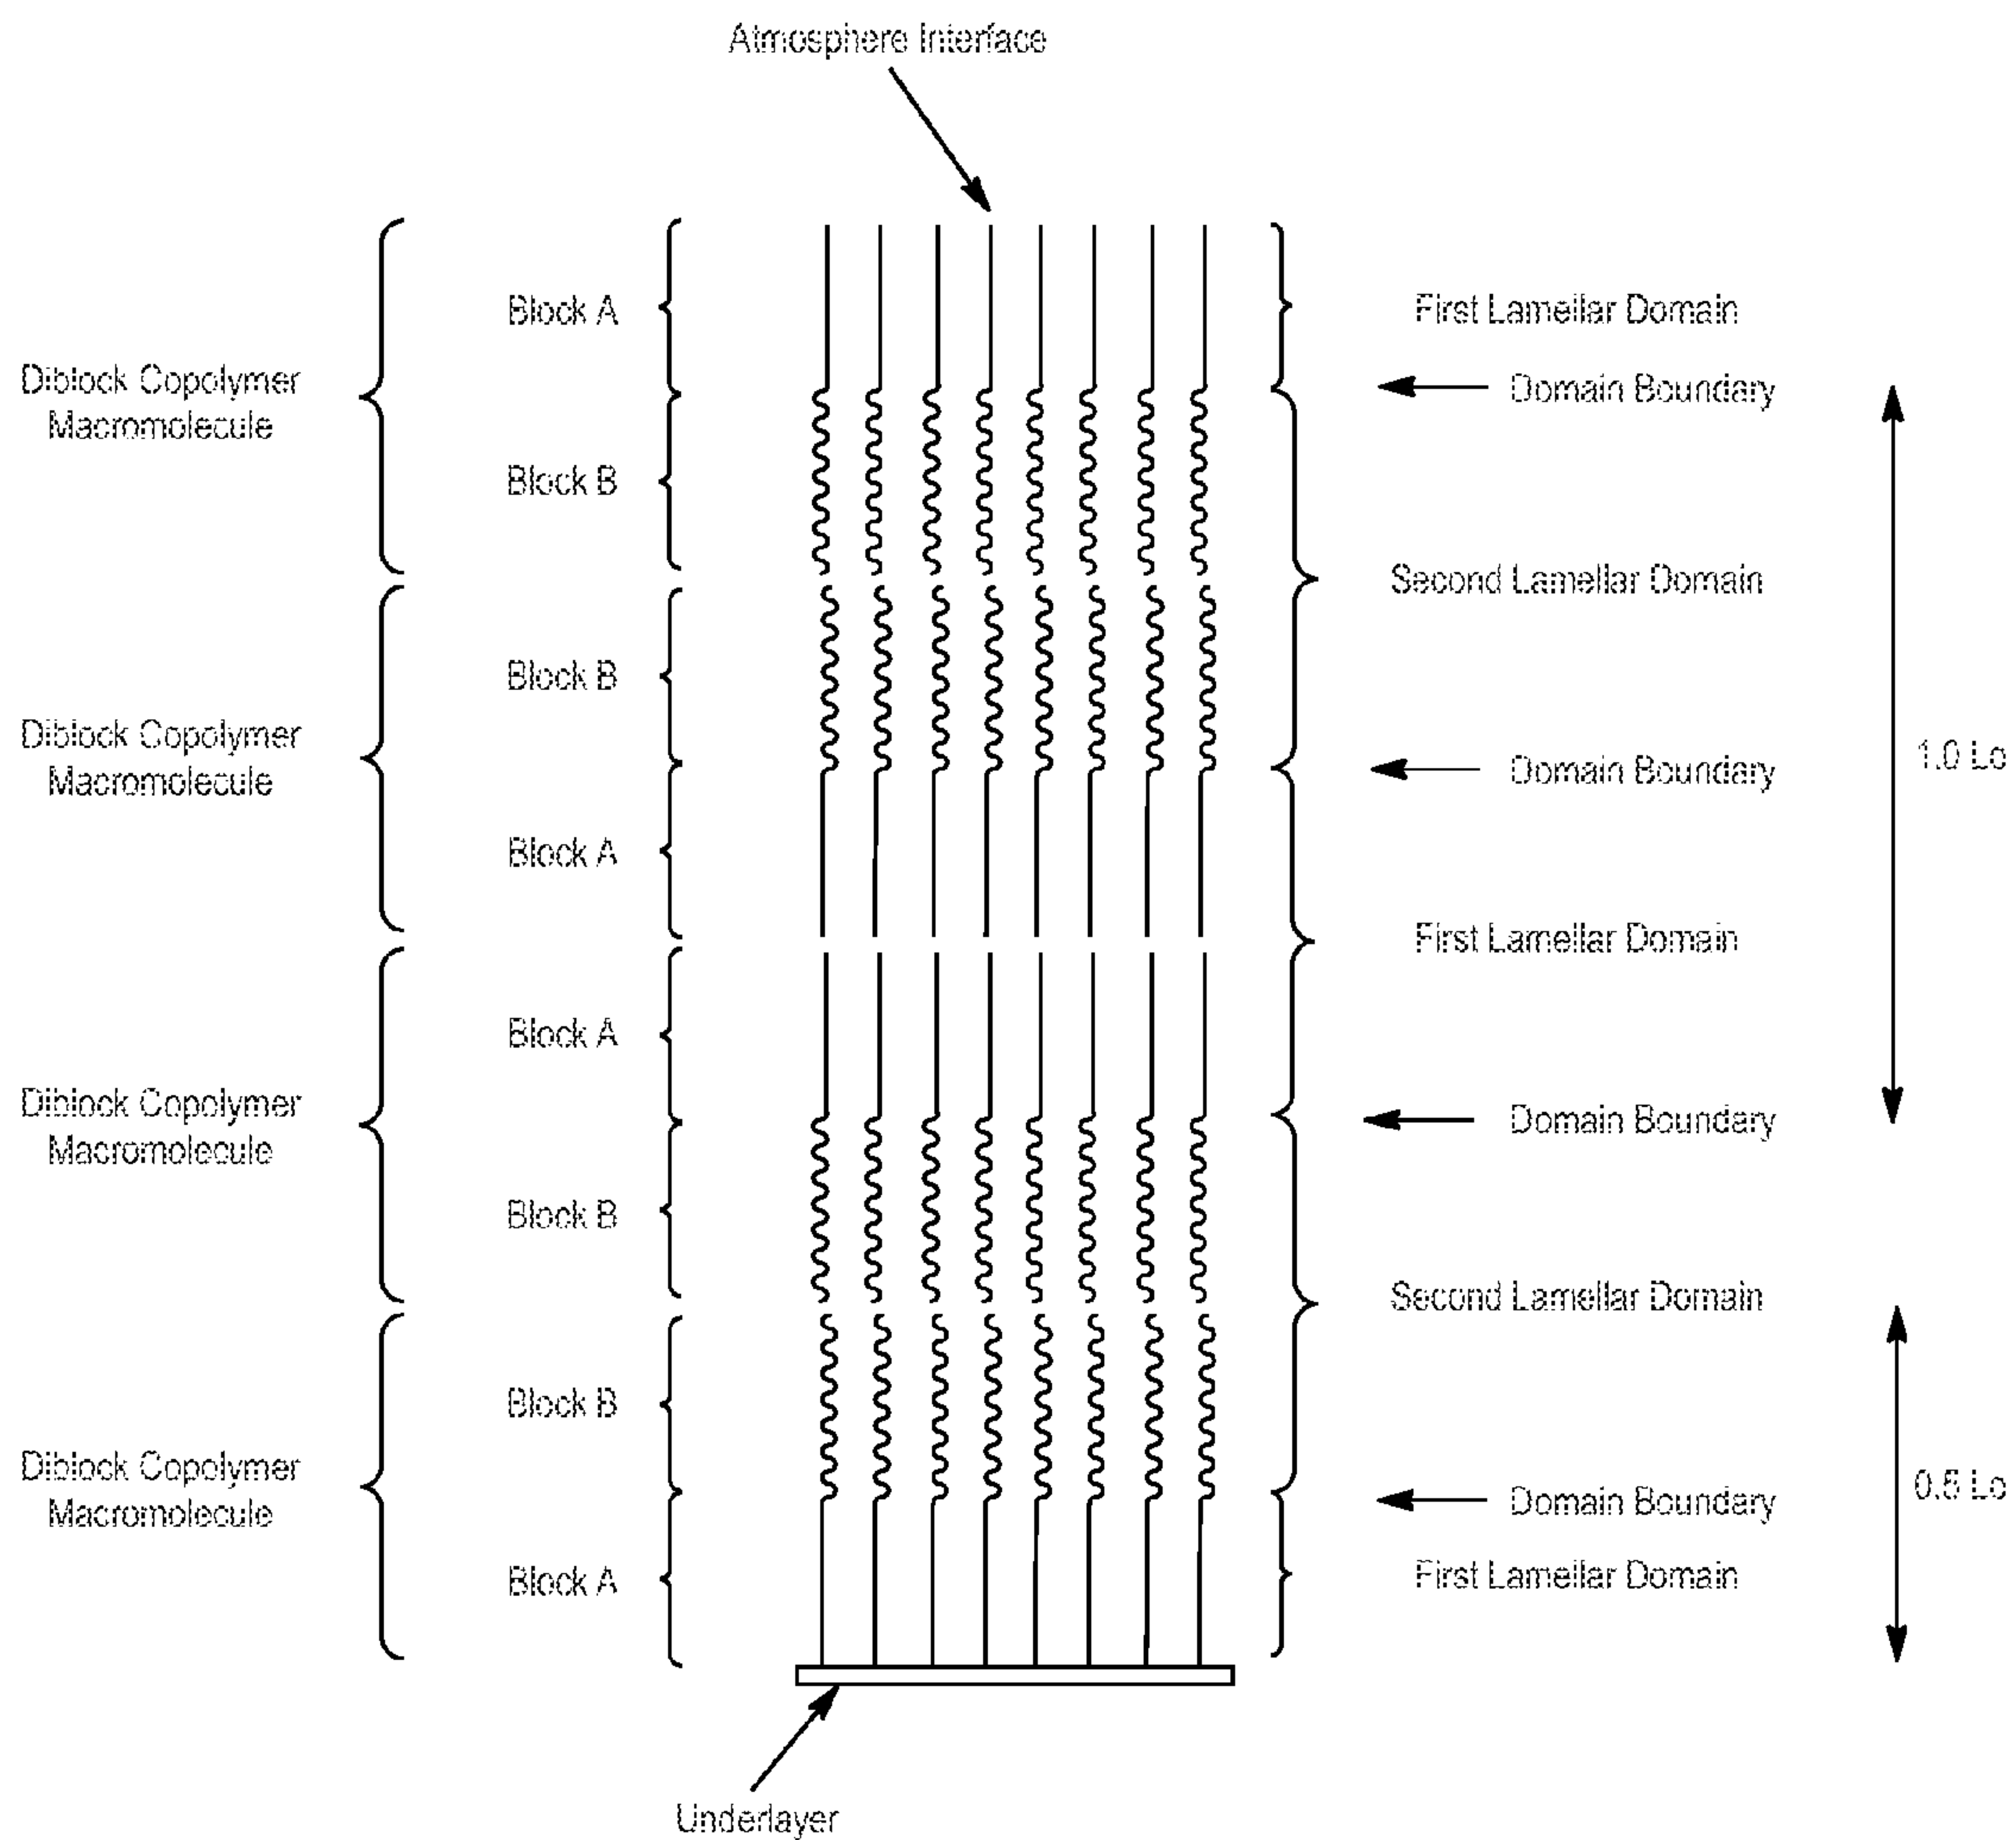 Atmosphere Interface
Block A
First Lamellar Domain
Diblock Copolymer
Macromolecule
Domain Boundary
Block B
Second Lamellar Domain
Block B
Diblock Copolymer
Macromolecule
Domain Boundary
1.0 Lo
Block A
First Lamellar Domain
Block A
Diblock Copolymer
Macromolecule
Domain Boundary
Block B
Second Lamellar Domain
Block B
Diblock Copolymer
Macromolecule
Domain Boundary
0.5 Lo
Block A
First Lamellar Domain
Underlayer